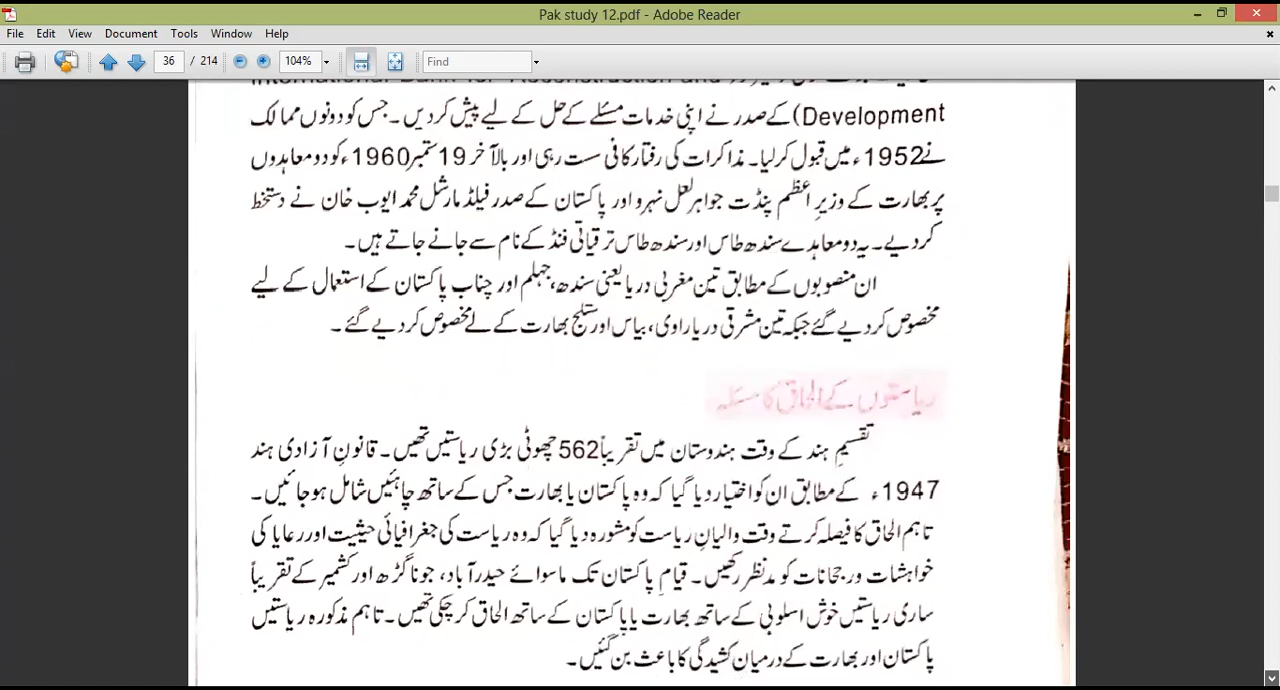 Pak study 12.pdf - Adobe Reader
File Edit View Document Tools Window Help
36 / 214 104% Find
International Bank for Reconstruction and
Development) کے صدر نے اپنی خدمات مسئلے کے حل کے لیے پیش کر دیں۔ جس کو دونوں ممالک
نے 1952ء میں قبول کر لیا۔ مذاکرات کی رفتار کافی ست رہی اور بالآخر 19 ستمبر 1960ء کو دو معاہدوں
پر بھارت کے وزیرِ اعظم پنڈت جواہر لعل نہرو اور پاکستان کے صدر فیلڈ مارشل محمد ایوب خان نے دستخط
کر دیے۔ یہ دو معاہدے سندھ طاس اور سندھ طاس ترقیاتی فنڈ کے نام سے جانے جاتے ہیں۔
ان منصوبوں کے مطابق تین مغربی دریا یعنی سندھ، جہلم اور چناب پاکستان کے استعمال کے لیے
مخصوص کر دیے گئے جبکہ تین مشرقی دریا راوی، بیاس اور ستلج بھارت کے لے مخصوص کر دیے گئے۔
ریاستوں کے الحاق کا مسئلہ
تقسیمِ ہند کے وقت ہندوستان میں تقریباً 562 چھوٹی بڑی ریاستیں تھیں۔ قانونِ آزادی ہند
1947ء کے مطابق ان کو اختیار دیا گیا کہ وہ پاکستان یا بھارت جس کے ساتھ چاہئیں شامل ہو جائیں۔
تاہم الحاق کا فیصلہ کرتے وقت والیانِ ریاست کو مشورہ دیا گیا کہ وہ ریاست کی جغرافیائی حیثیت اور رعایا کی
خواہشات و رجحانات کو مدنظر رکھیں۔ قیامِ پاکستان تک ماسوائے حیدرآباد، جوناگڑھ اور کشمیر کے تقریباً
ساری ریاستیں خوش اسلوبی کے ساتھ بھارت یا پاکستان کے ساتھ الحاق کر چکی تھیں۔ تاہم مذکورہ ریاستیں
پاکستان اور بھارت کے درمیان کشیدگی کا باعث بن گئیں۔